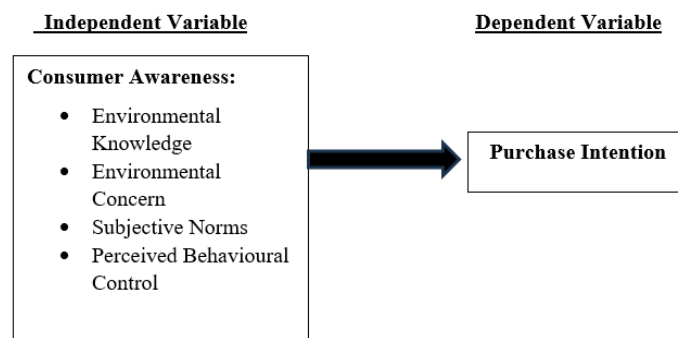 Independent Variable
Dependent Variable
Consumer Awareness:
• Environmental
Knowledge
• Environmental
Concern
• Subjective Norms
• Perceived Behavioural
Control
Purchase Intention